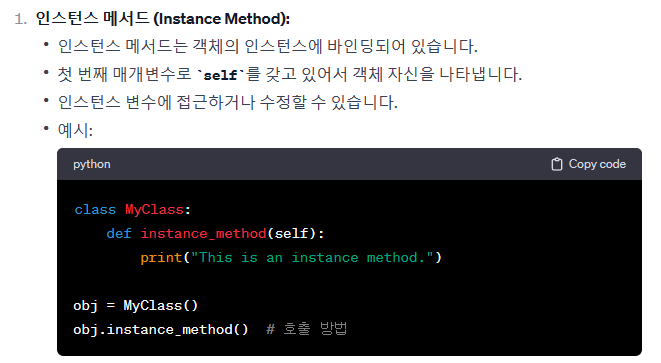 1. 인스턴스 메서드 (Instance Method):
• 인스턴스 메서드는 객체의 인스턴스에 바인딩되어 있습니다.
• 첫 번째 매개변수로 `self`를 갖고 있어서 객체 자신을 나타냅니다.
• 인스턴스 변수에 접근하거나 수정할 수 있습니다.
• 예시:
python Copy code
class MyClass:
    def instance_method(self):
        print("This is an instance method.")
obj = MyClass()
obj.instance_method()  # 호출 방법